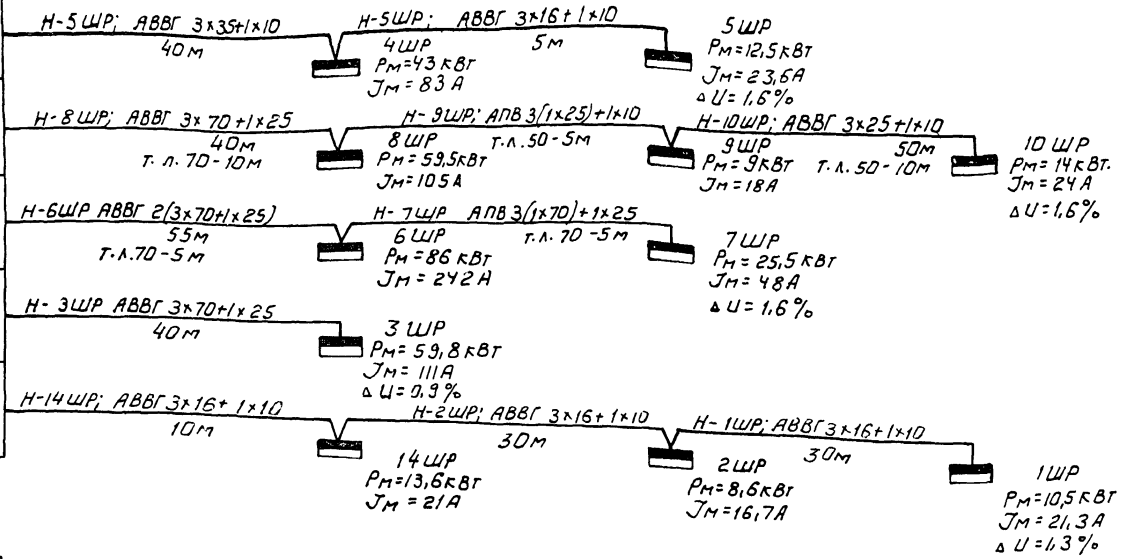 Н-5ШР; АВВГ 3×35+1×10
40м
4ШР
Рм=43кВт
Jм=83А
Н-5ШР; АВВГ 3×16+1×10
5м
5ШР
Рм=12,5кВт
Jм=23,6А
ΔU=1,6%
Н-8ШР; АВВГ 3×70+1×25
40м
т.л.70-10м
8ШР
Рм=59,5кВт
Jм=105А
Н-9ШР; АПВ 3(1×25)+1×10
т.л.50-5м
9ШР
Рм=9кВт
Jм=18А
Н-10ШР; АВВГ 3×25+1×10
50м
т.л.50-10м
10 ШР
Рм=14кВт.
Jм=24А
ΔU=1,6%
Н-6ШР АВВГ 2(3×70+1×25)
55м
т.л.70-5м
6ШР
Рм=86кВт
Jм=242А
Н-7ШР АПВ 3(1×70)+1×25
т.л.70-5м
7ШР
Рм=25,5кВт
Jм=48А
ΔU=1,6%
Н-3ШР АВВГ 3×70+1×25
40м
3ШР
Рм=59,8кВт
Jм=111А
ΔU=0,9%
Н-14ШР; АВВГ 3×16+1×10
10м
14ШР
Рм=13,6кВт
Jм=21А
Н-2ШР; АВВГ 3×16+1×10
30м
2ШР
Рм=8,6кВт
Jм=16,7А
Н-1ШР; АВВГ 3×16+1×10
30м
1ШР
Рм=10,5кВт
Jм=21,3А
ΔU=1,3%